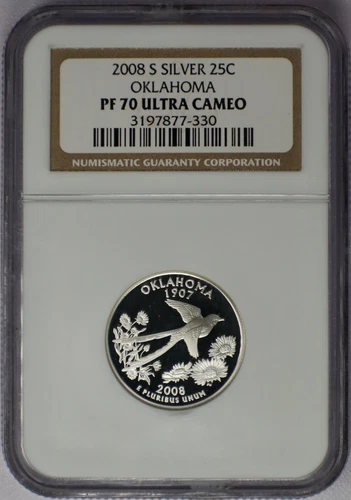 2008 S SILVER 25C
OKLAHOMA
PF 70 ULTRA CAMEO
3197877-330
NUMISMATIC GUARANTY CORPORATION
OKLAHOMA
1907
2008
E PLURIBUS UNUM